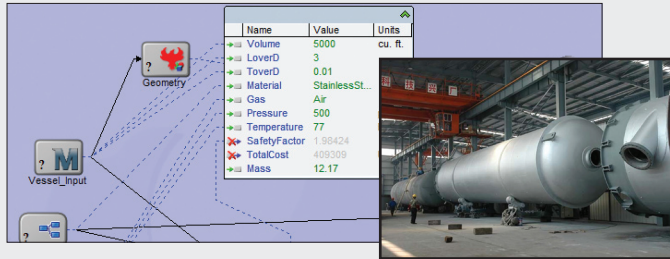 Name Value Units
Volume 5000 cu. ft.
LoverD 3
ToverD 0.01
Material StainlessSt...
Gas Air
Pressure 500
Temperature 77
SafetyFactor 1.98424
TotalCost 409309
Mass 12.17
?
Geometry
? M
Vessel_Input
?